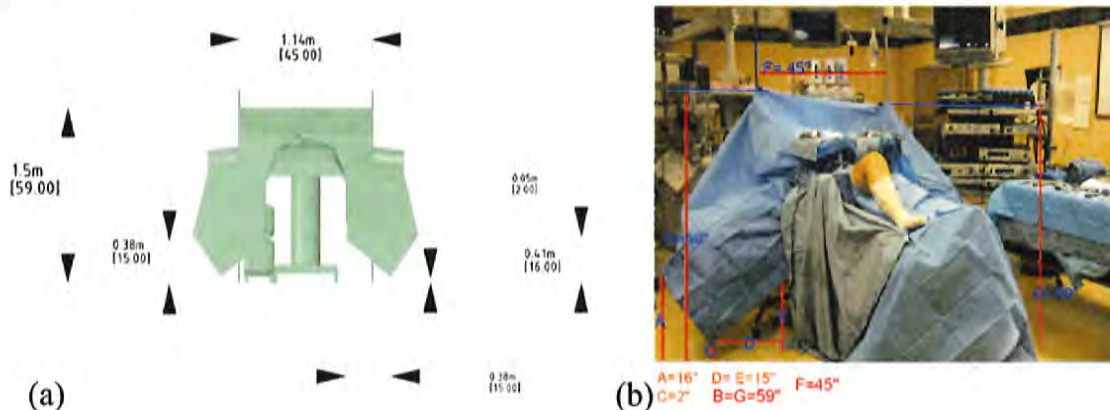 1.14m
[45.00]
1.5m
[59.00]
0.38m
[15.00]
0.05m
[2.00]
0.41m
[16.00]
0.38m
[15.00]
(a)
F= 45"
A
D
(b)
A=16" D= E=15" F=45"
C=2" B=G=59"